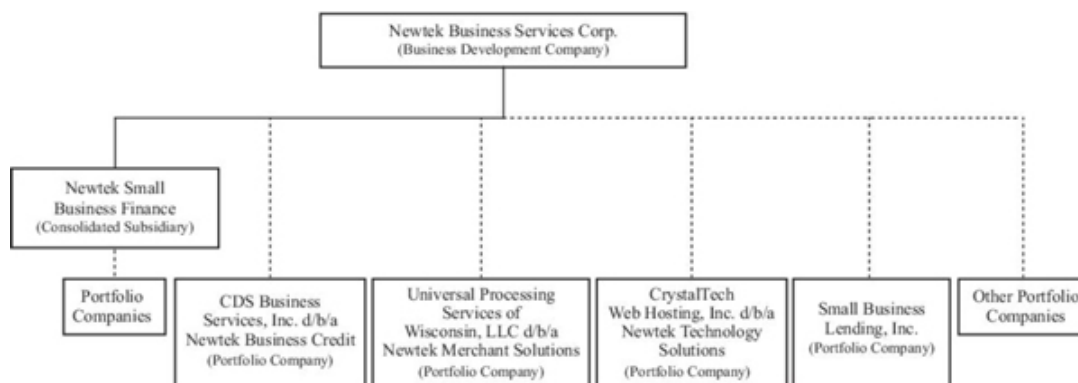 Newtek Business Services Corp.
(Business Development Company)
Newtek Small
Business Finance
(Consolidated Subsidiary)
Portfolio
Companies
CDS Business
Services, Inc. d/b/a
Newtek Business Credit
(Portfolio Company)
Universal Processing
Services of
Wisconsin, LLC d/b/a
Newtek Merchant Solutions
(Portfolio Company)
CrystalTech
Web Hosting, Inc. d/b/a
Newtek Technology
Solutions
(Portfolio Company)
Small Business
Lending, Inc.
(Portfolio Company)
Other Portfolio
Companies